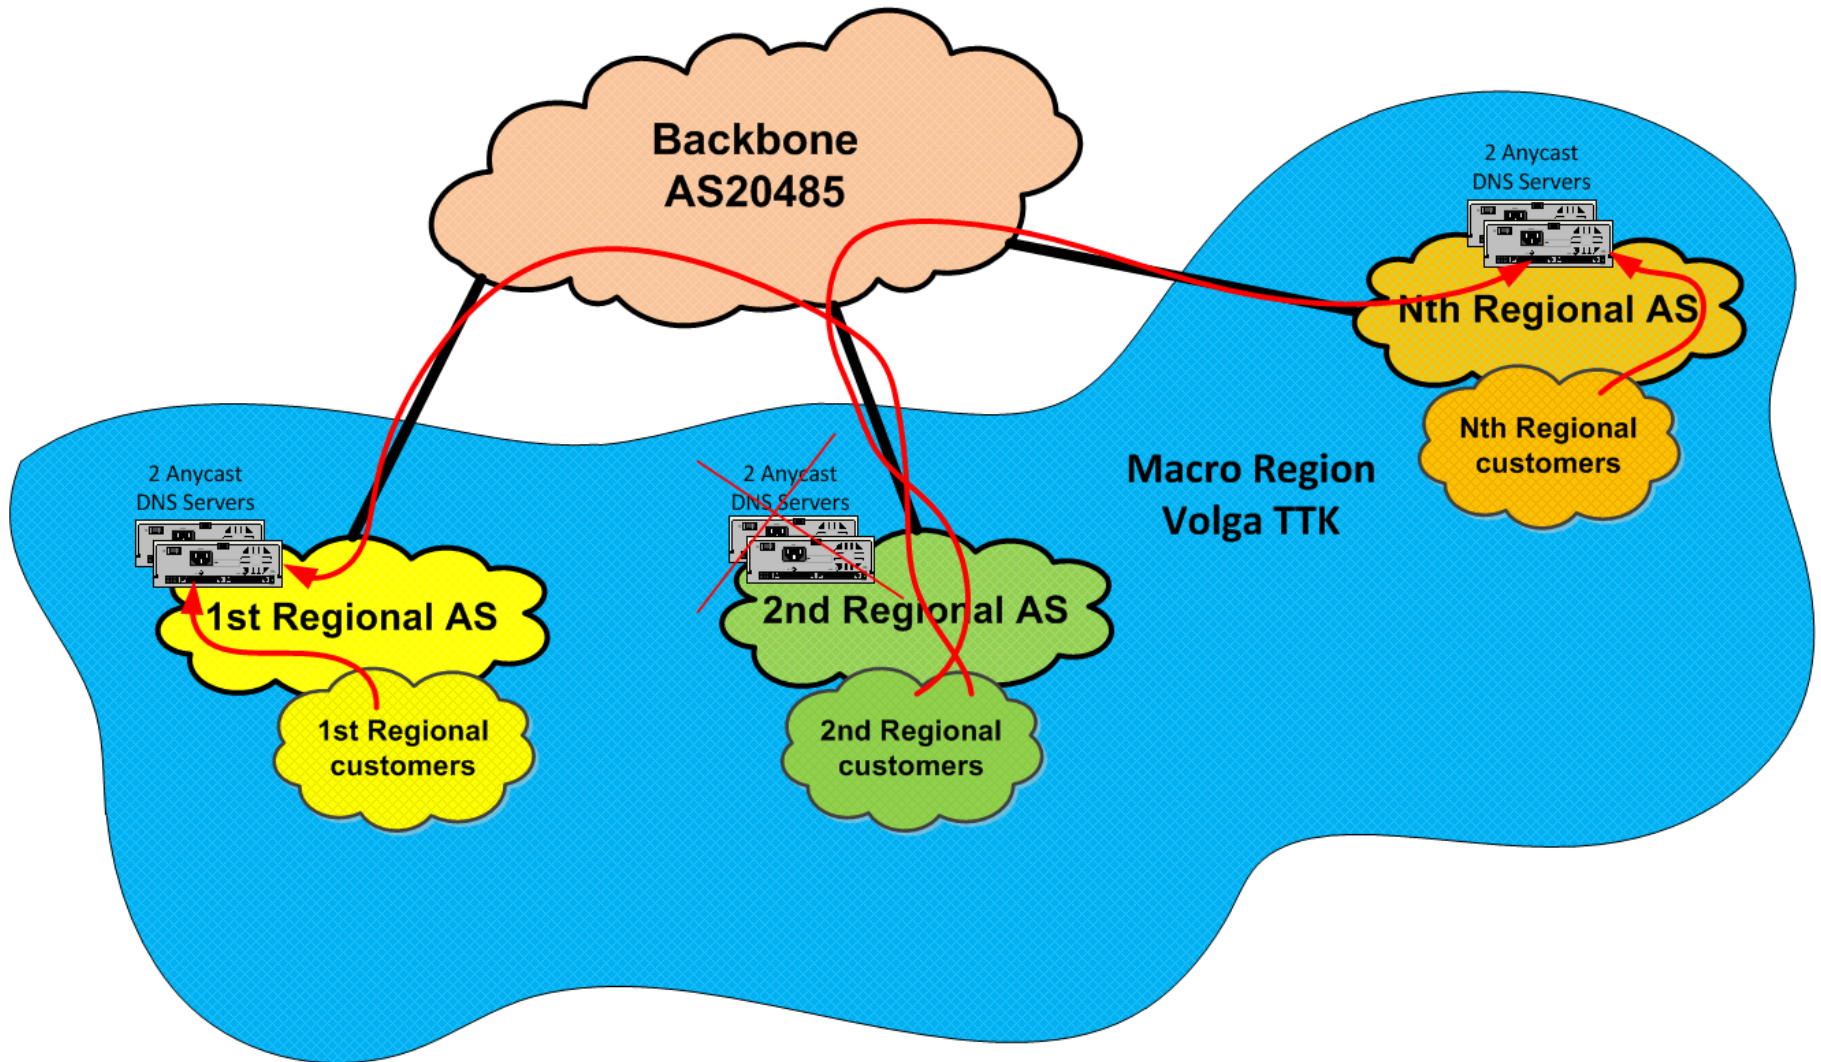 Backbone
AS20485
2 Anycast
DNS Servers
Nth Regional AS
Nth Regional
customers
Macro Region
Volga TTK
2 Anycast
DNS Servers
1st Regional AS
1st Regional
customers
2 Anycast
DNS Servers
2nd Regional AS
2nd Regional
customers